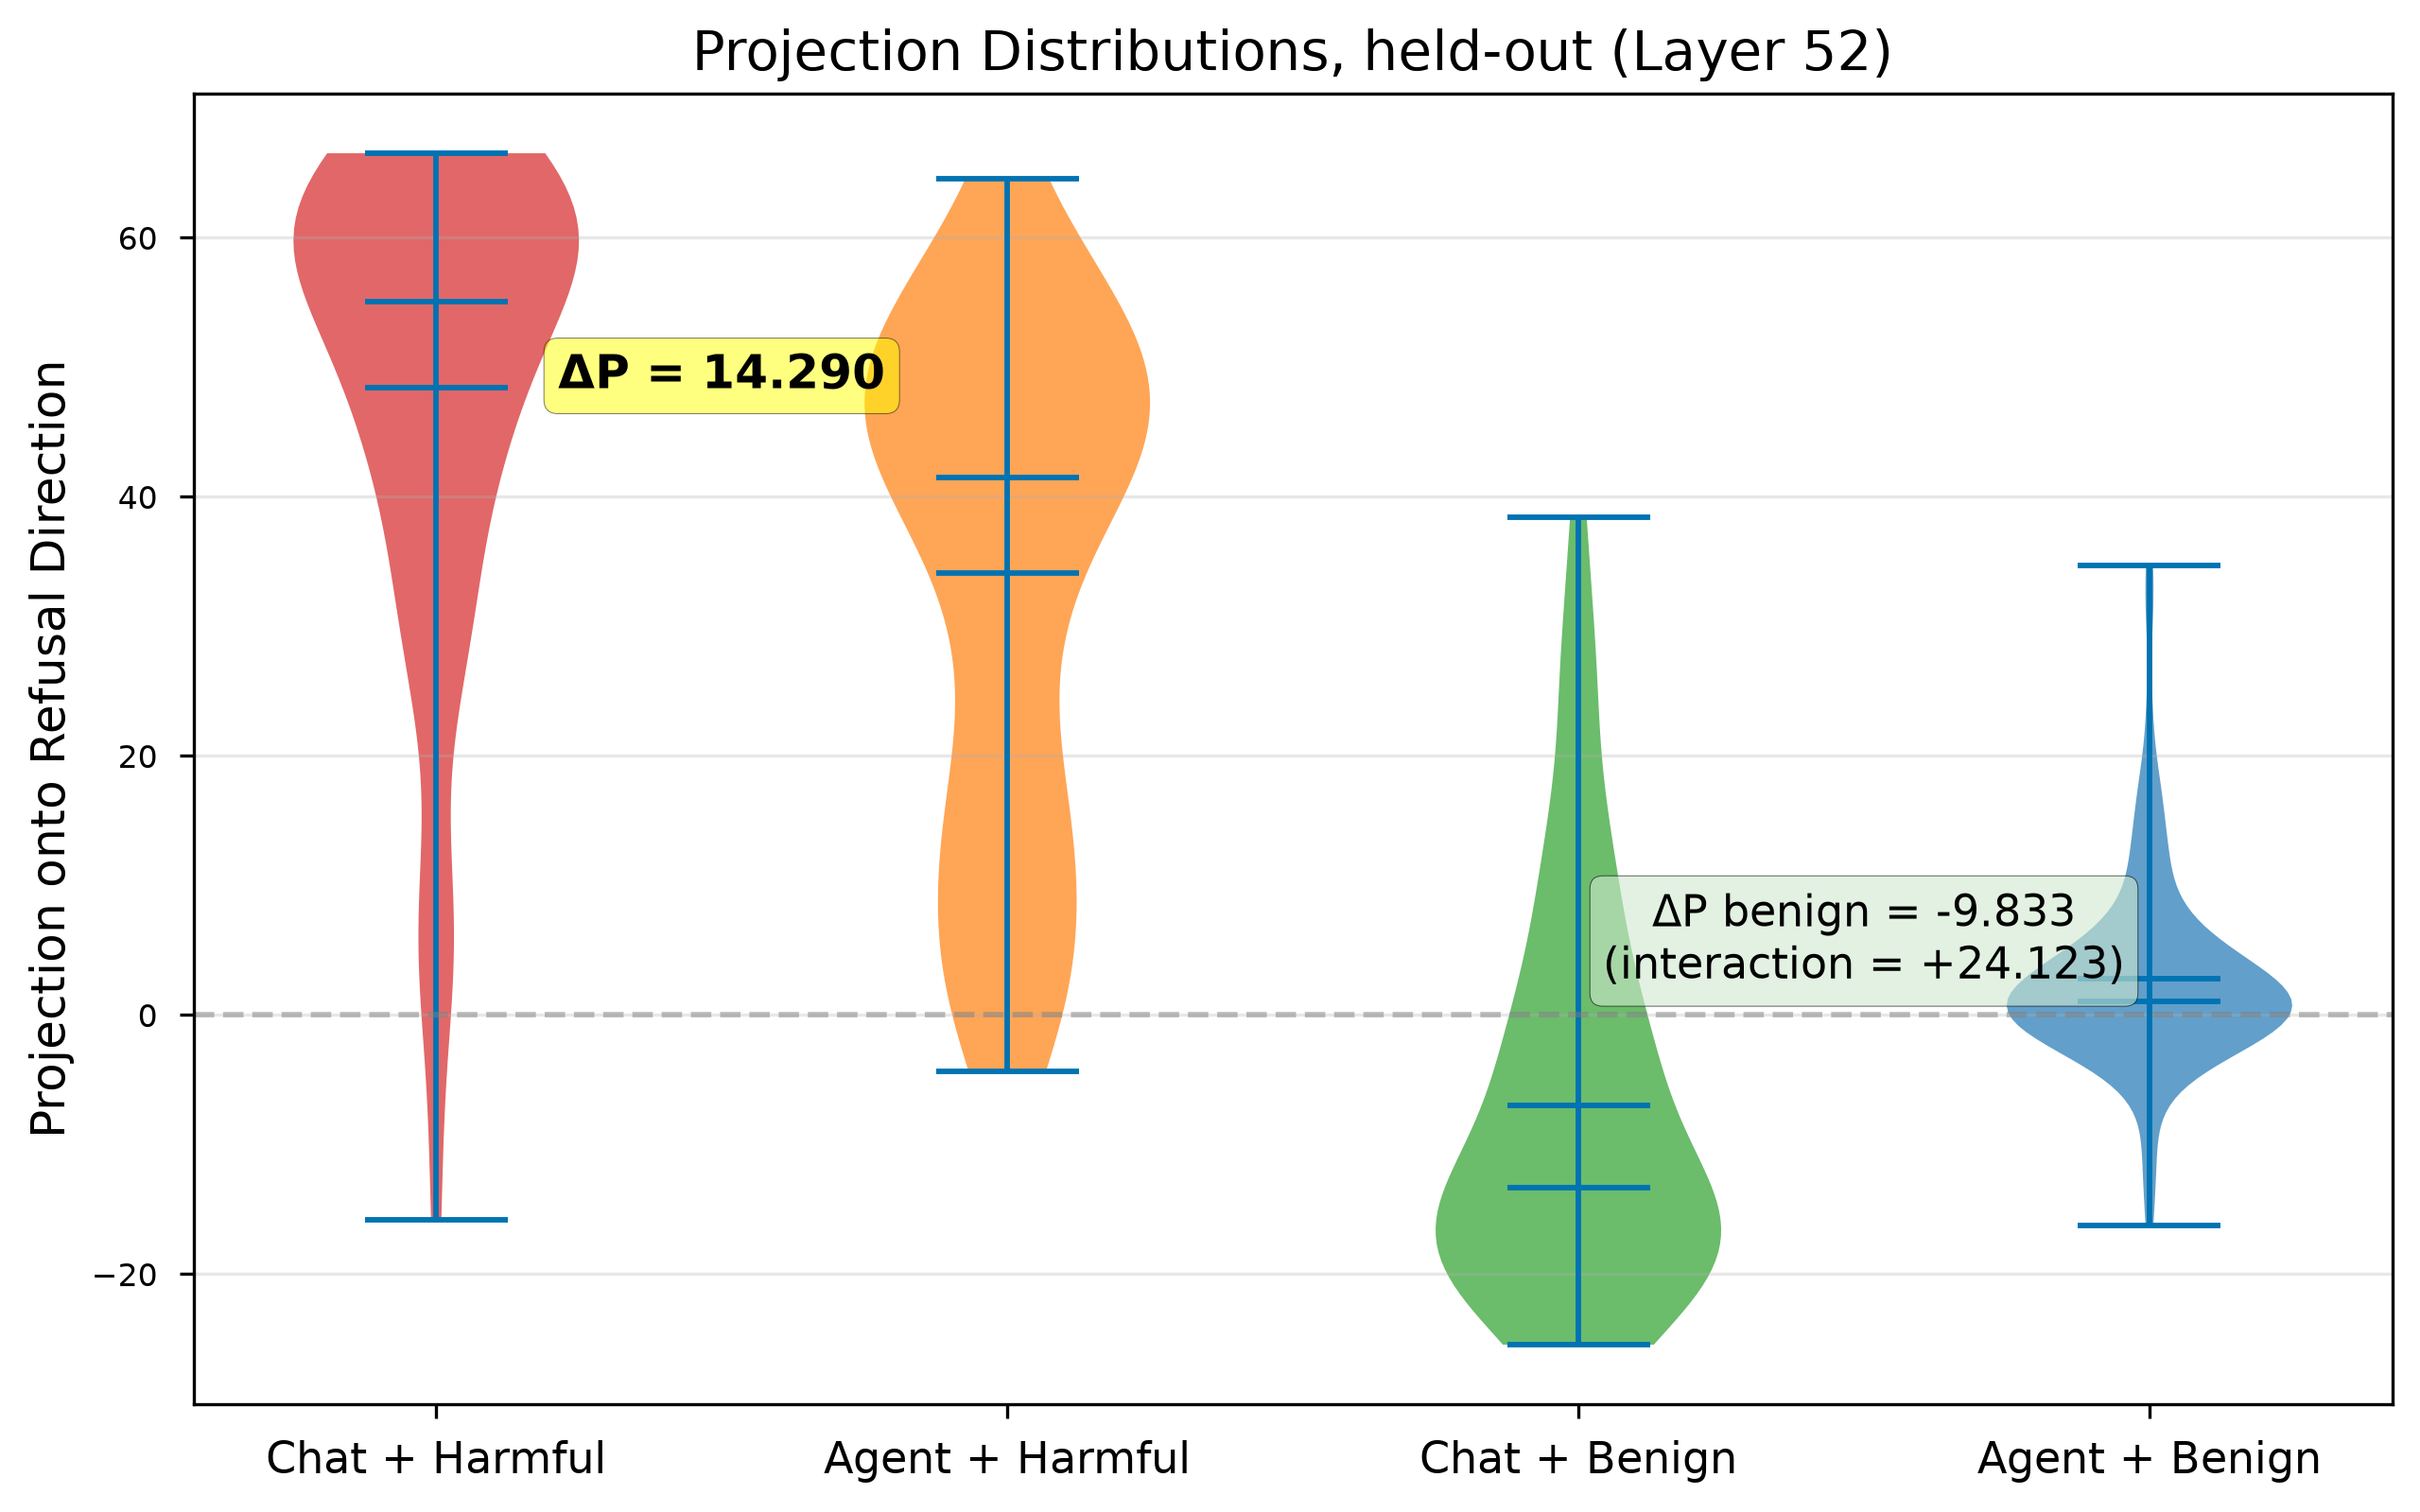 Projection Distributions, held-out (Layer 52)
Projection onto Refusal Direction
60
40
20
0
−20
ΔP = 14.290
ΔP benign = -9.833
(interaction = +24.123)
Chat + Harmful
Agent + Harmful
Chat + Benign
Agent + Benign